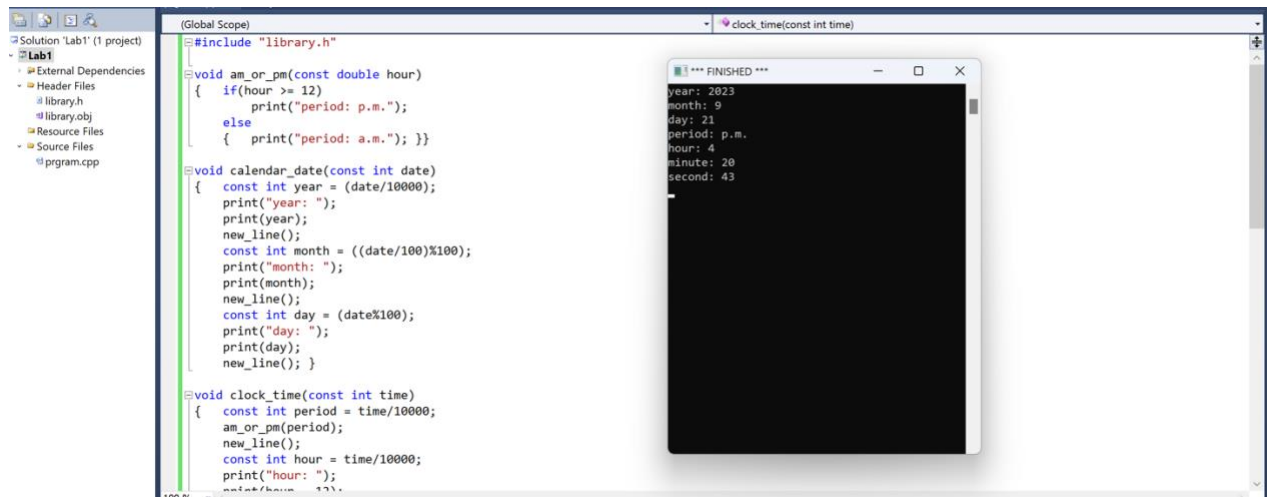 (Global Scope)
clock_time(const int time)
Solution 'Lab1' (1 project)
Lab1
External Dependencies
Header Files
library.h
library.obj
Resource Files
Source Files
prgram.cpp
#include "library.h"
void am_or_pm(const double hour)
{ if(hour >= 12)
print("period: p.m.");
else
{ print("period: a.m."); }}
void calendar_date(const int date)
{ const int year = (date/10000);
print("year: ");
print(year);
new_line();
const int month = ((date/100)%100);
print("month: ");
print(month);
new_line();
const int day = (date%100);
print("day: ");
print(day);
new_line(); }
void clock_time(const int time)
{ const int period = time/10000;
am_or_pm(period);
new_line();
const int hour = time/10000;
print("hour: ");
*** FINISHED ***
year: 2023
month: 9
day: 21
period: p.m.
hour: 4
minute: 20
second: 43